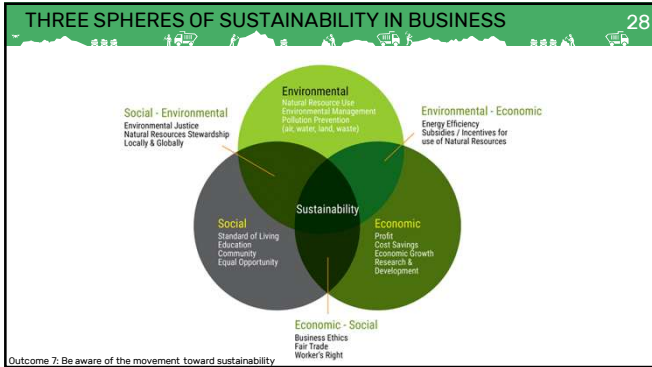 THREE SPHERES OF SUSTAINABILITY IN BUSINESS
28
Environmental
Natural Resource Use
Environmental Management
Pollution Prevention
(air, water, land, waste)
Social - Environmental
Environmental Justice
Natural Resources Stewardship
Locally & Globally
Environmental - Economic
Energy Efficiency
Subsidies / Incentives for
use of Natural Resources
Sustainability
Social
Standard of Living
Education
Community
Equal Opportunity
Economic
Profit
Cost Savings
Economic Growth
Research &
Development
Economic - Social
Business Ethics
Fair Trade
Worker's Right
Outcome 7: Be aware of the movement toward sustainability